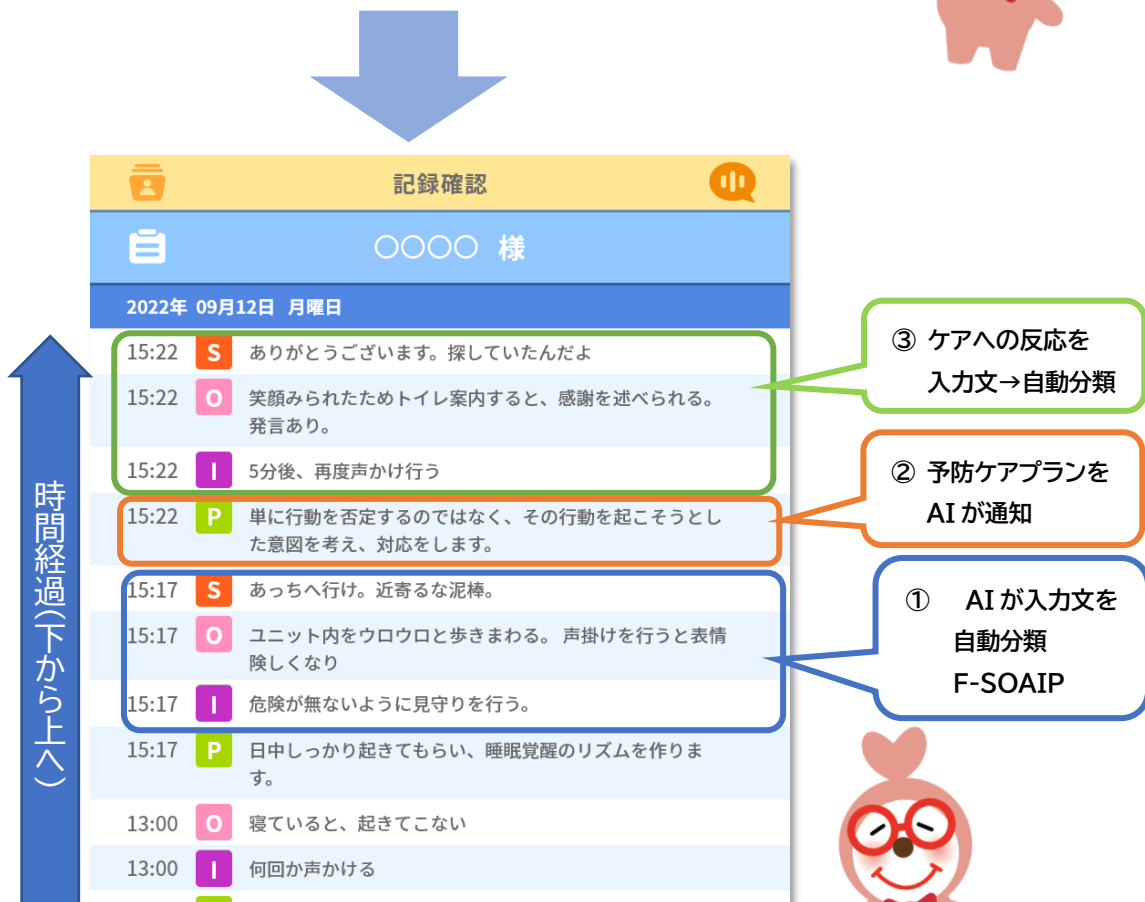 記録確認
○○○○ 様
2022年 09月12日 月曜日
15:22 S ありがとうございます。探していたんだよ
15:22 O 笑顔みられたためトイレ案内すると、感謝を述べられる。
発言あり。
15:22 I 5分後、再度声かけ行う
15:22 P 単に行動を否定するのではなく、その行動を起こそうとし
た意図を考え、対応をします。
15:17 S あっちへ行け。近寄るな泥棒。
15:17 O ユニット内をウロウロと歩きまわる。 声掛けを行うと表情
険しくなり
15:17 I 危険が無いように見守りを行う。
15:17 P 日中しっかり起きてもらい、睡眠覚醒のリズムを作りま
す。
13:00 O 寝ていると、起きてこない
13:00 I 何回か声かける
時間経過(下から上へ)
③ ケアへの反応を
入力文→自動分類
② 予防ケアプランを
AI が通知
① AI が入力文を
自動分類
F-SOAIP